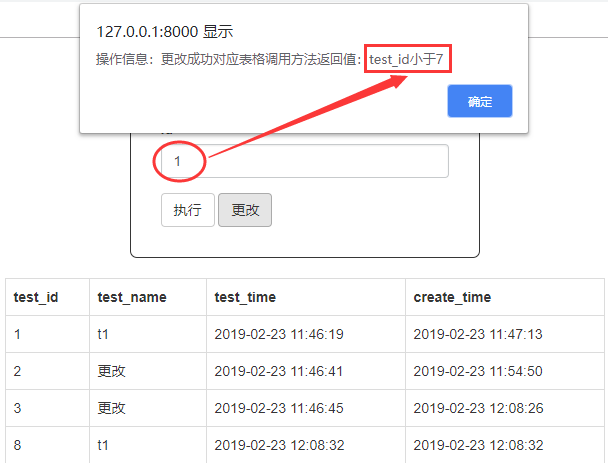 127.0.0.1:8000 显示
操作信息：更改成功对应表格调用方法返回值：test_id小于7
确定
1
执行 更改
test_id test_name test_time create_time
1 t1 2019-02-23 11:46:19 2019-02-23 11:47:13
2 更改 2019-02-23 11:46:41 2019-02-23 11:54:50
3 更改 2019-02-23 11:46:45 2019-02-23 12:08:26
8 t1 2019-02-23 12:08:32 2019-02-23 12:08:32